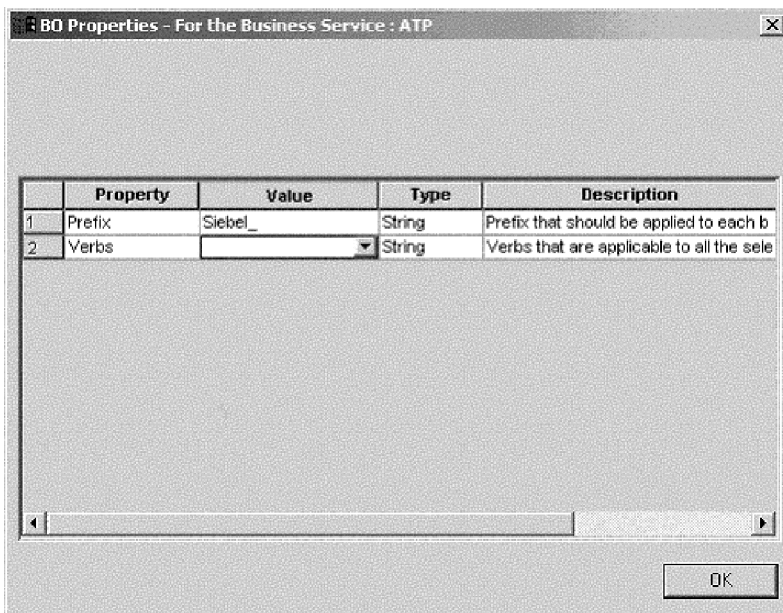 BO Properties - For the Business Service : ATP
Property Value Type Description
1 Prefix Siebel_ String Prefix that should be applied to each b
2 Verbs String Verbs that are applicable to all the sele
OK